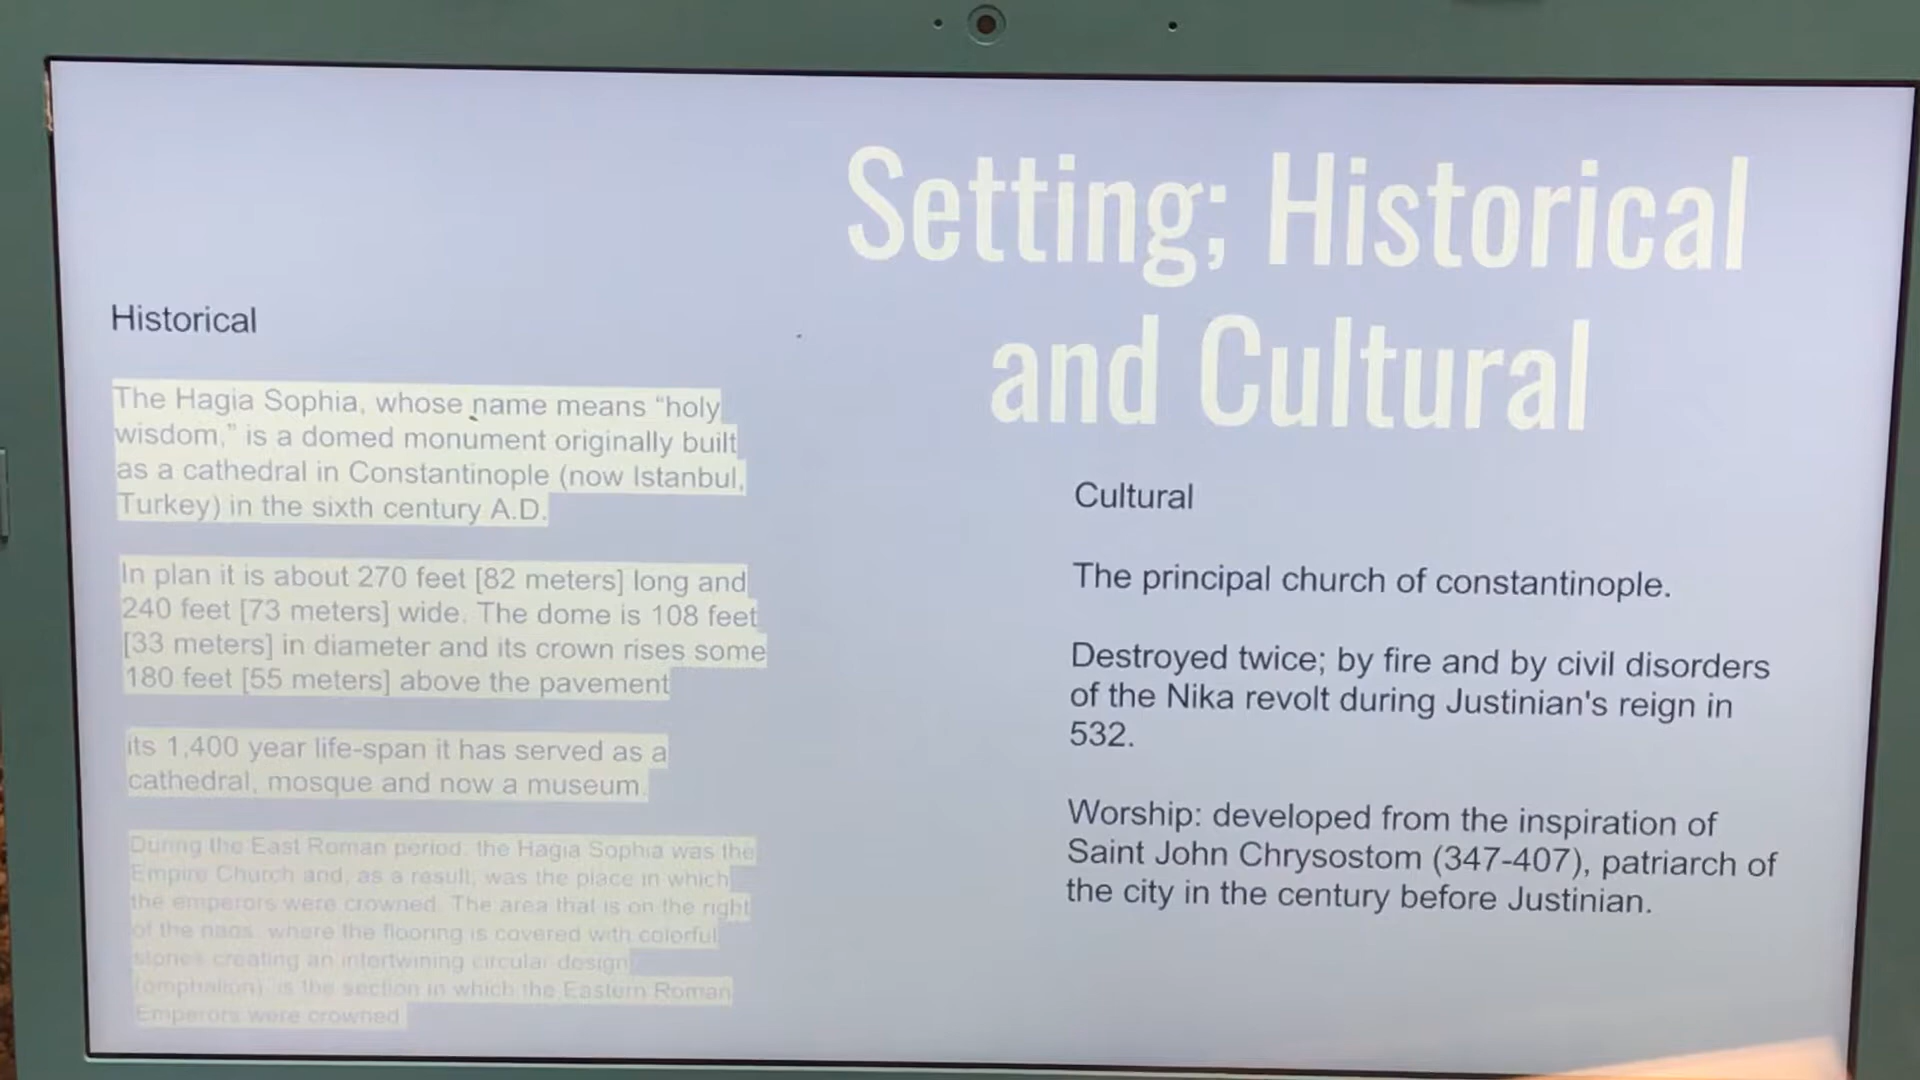 Setting; Historical
and Cultural
Historical
The Hagia Sophia, whose name means “holy
wisdom,” is a domed monument originally built
as a cathedral in Constantinople (now Istanbul,
Turkey) in the sixth century A.D.
In plan it is about 270 feet [82 meters] long and
240 feet [73 meters] wide. The dome is 108 feet
[33 meters] in diameter and its crown rises some
180 feet [55 meters] above the pavement
its 1,400 year life-span it has served as a
cathedral, mosque and now a museum.
During the East Roman period, the Hagia Sophia was the
Empire Church and, as a result, was the place in which
the emperors were crowned. The area that is on the right
of the naos, where the flooring is covered with colorful
stones creating an intertwining circular design
(omphalion), is the section in which the Eastern Roman
Emperors were crowned.
Cultural
The principal church of constantinople.
Destroyed twice; by fire and by civil disorders
of the Nika revolt during Justinian's reign in
532.
Worship: developed from the inspiration of
Saint John Chrysostom (347-407), patriarch of
the city in the century before Justinian.